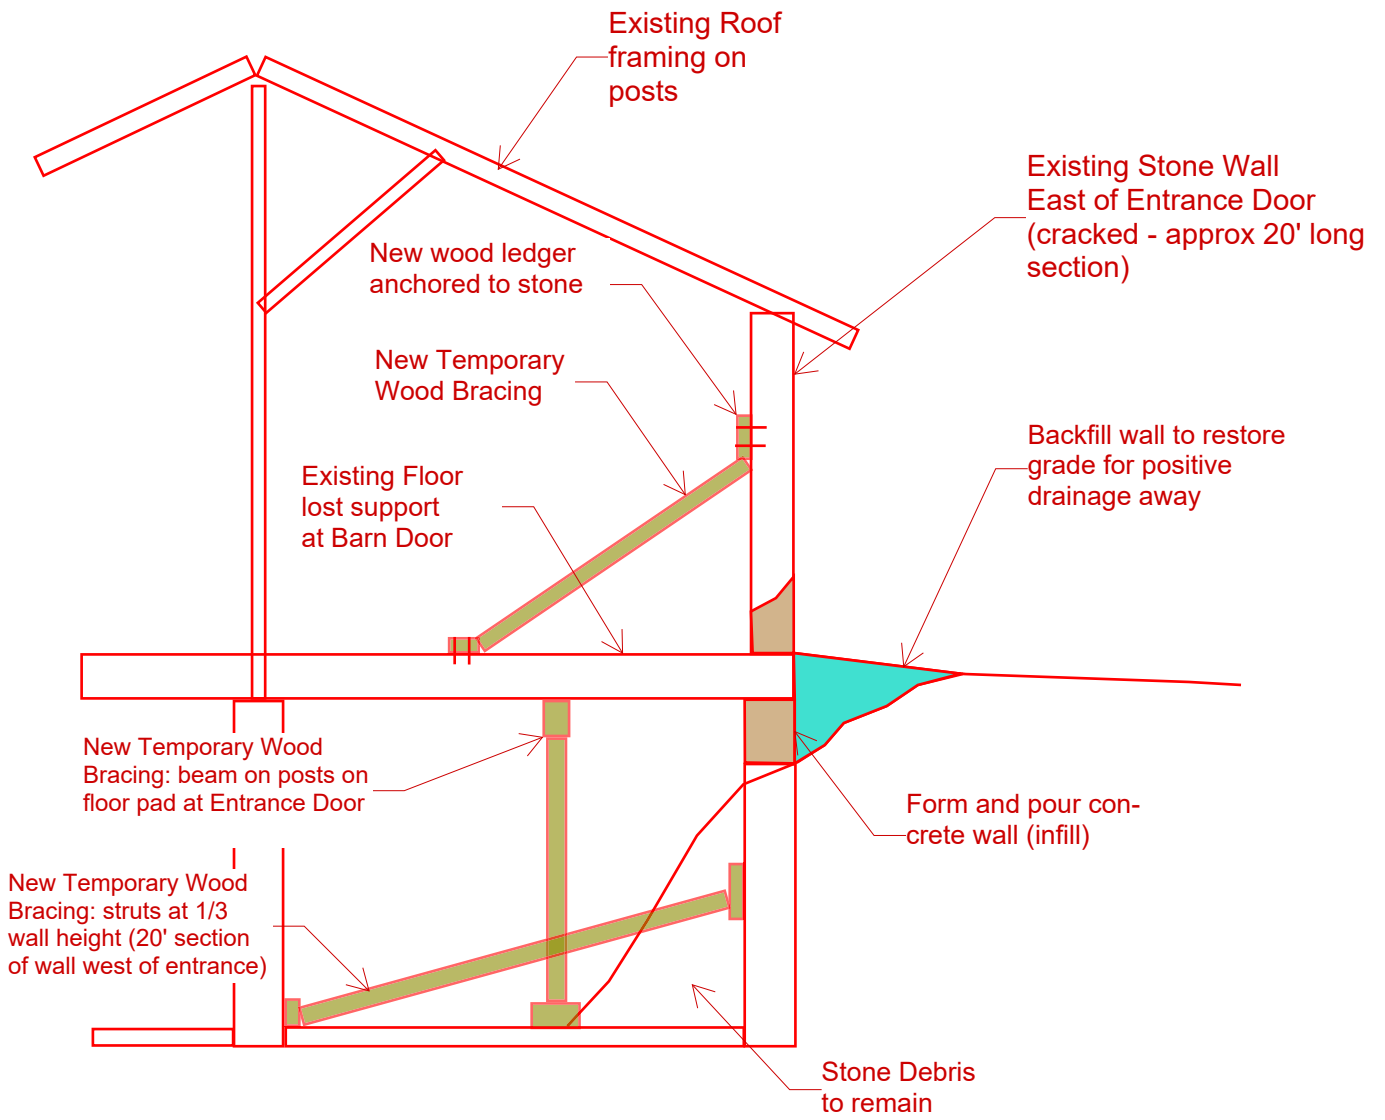 Existing Roof
framing on
posts
Existing Stone Wall
East of Entrance Door
(cracked - approx 20' long
section)
New wood ledger
anchored to stone
New Temporary
Wood Bracing
Backfill wall to restore
grade for positive
drainage away
Existing Floor
lost support
at Barn Door
New Temporary Wood
Bracing: beam on posts on
floor pad at Entrance Door
Form and pour con-
crete wall (infill)
New Temporary Wood
Bracing: struts at 1/3
wall height (20' section
of wall west of entrance)
Stone Debris
to remain